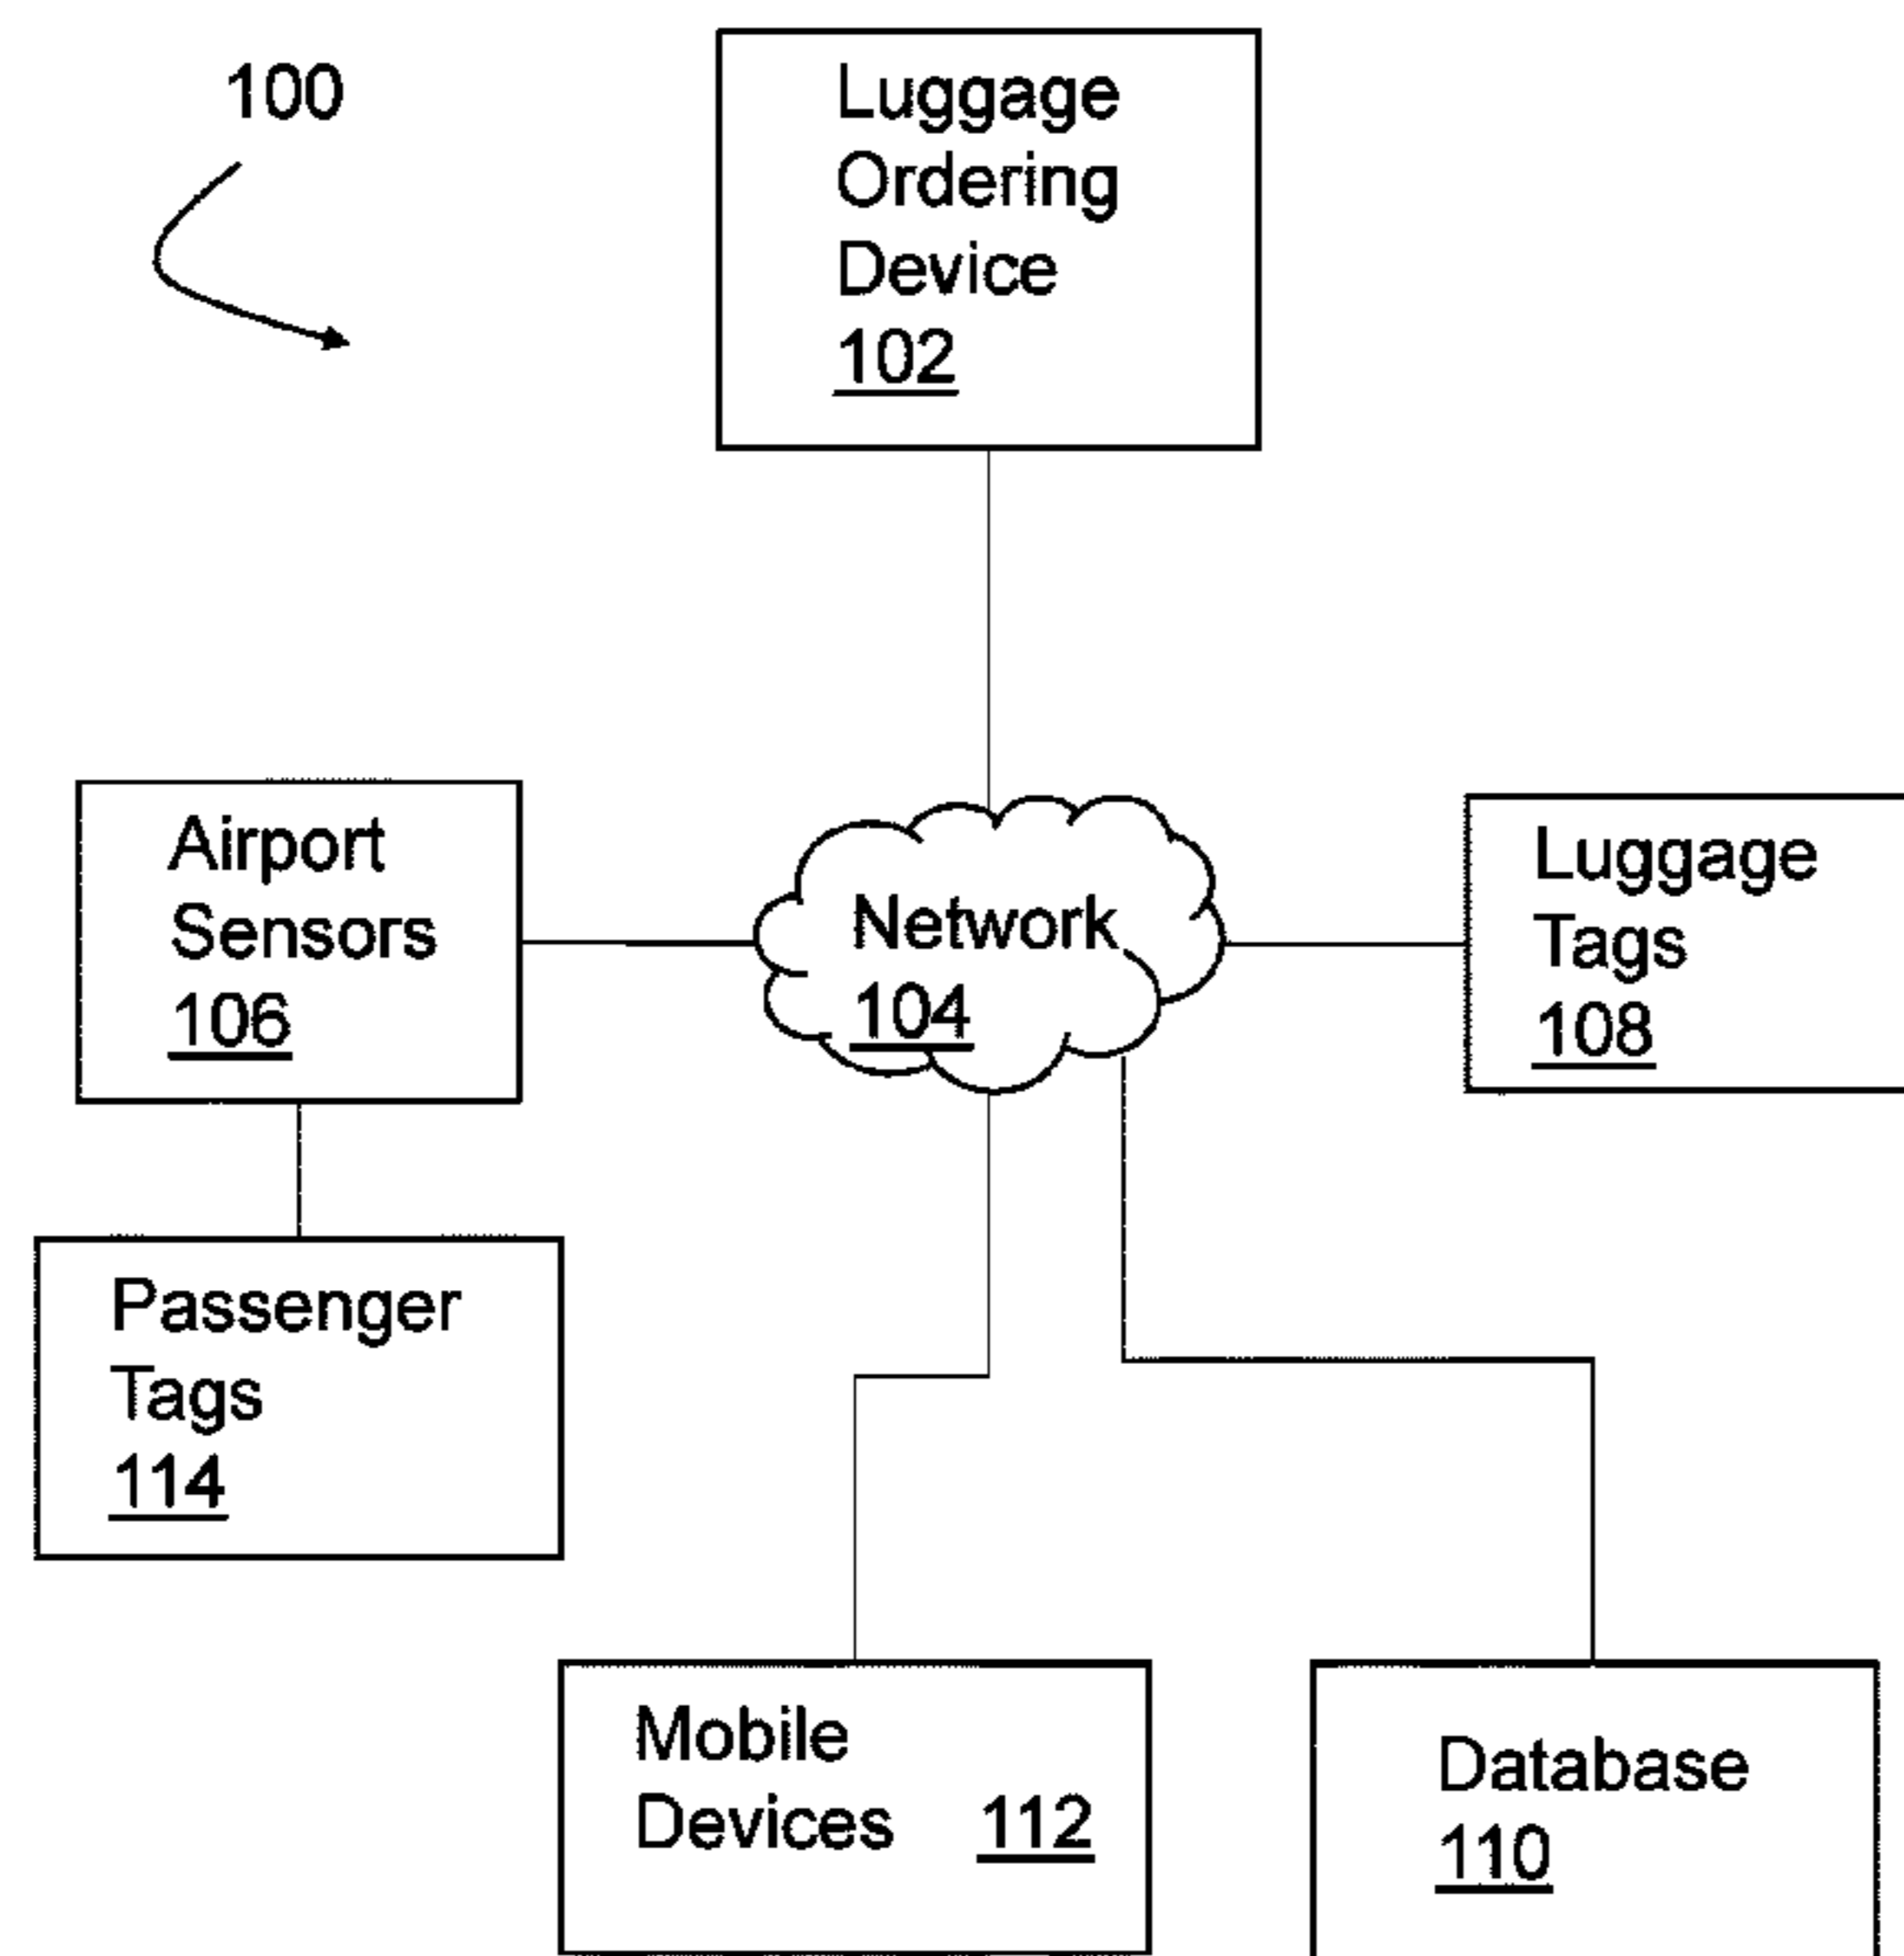 100
Luggage
Ordering
Device
102
Airport
Sensors
106
Network
104
Luggage
Tags
108
Passenger
Tags
114
Mobile
Devices 112
Database
110